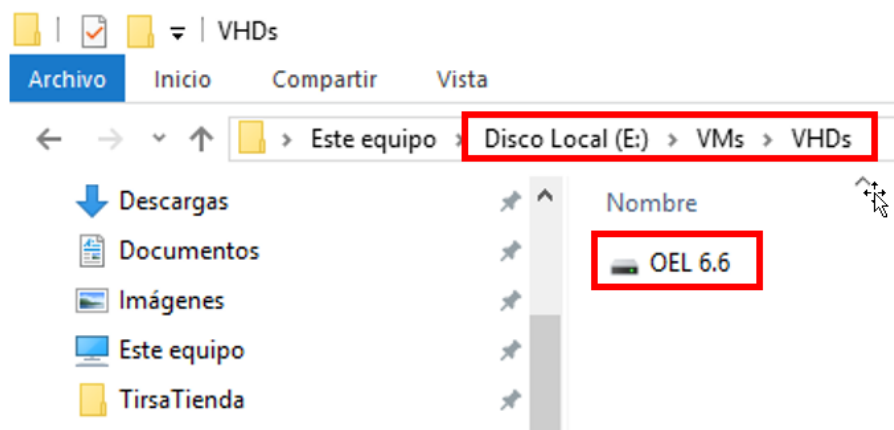 VHDs
Archivo Inicio Compartir Vista
Este equipo > Disco Local (E:) > VMs > VHDs
Descargas
Documentos
Imágenes
Este equipo
TirsaTienda
Nombre
OEL 6.6